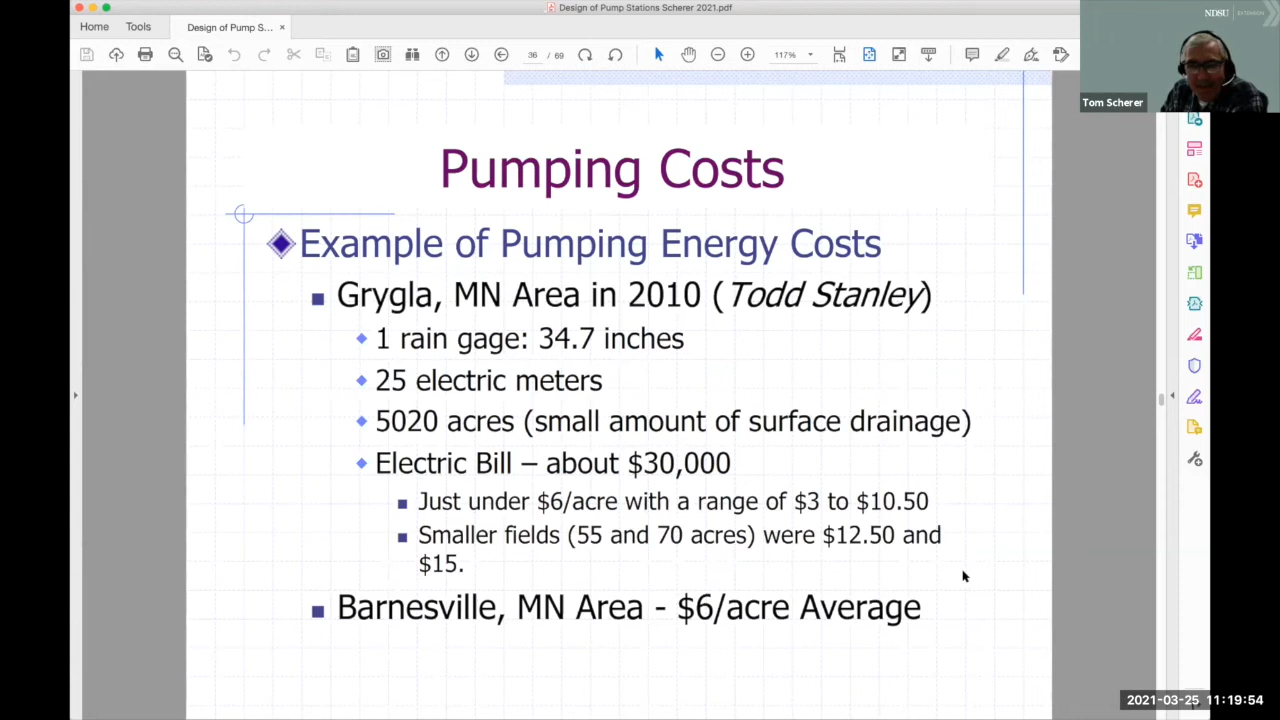 Design of Pump Stations Scherer 2021.pdf
NDSU EXTENSION
Home Tools Design of Pump S... ×
36 / 69 117%
Tom Scherer
Pumping Costs
Example of Pumping Energy Costs
Grygla, MN Area in 2010 (Todd Stanley)
1 rain gage: 34.7 inches
25 electric meters
5020 acres (small amount of surface drainage)
Electric Bill – about $30,000
Just under $6/acre with a range of $3 to $10.50
Smaller fields (55 and 70 acres) were $12.50 and
$15.
Barnesville, MN Area - $6/acre Average
2021-03-25 11:19:54